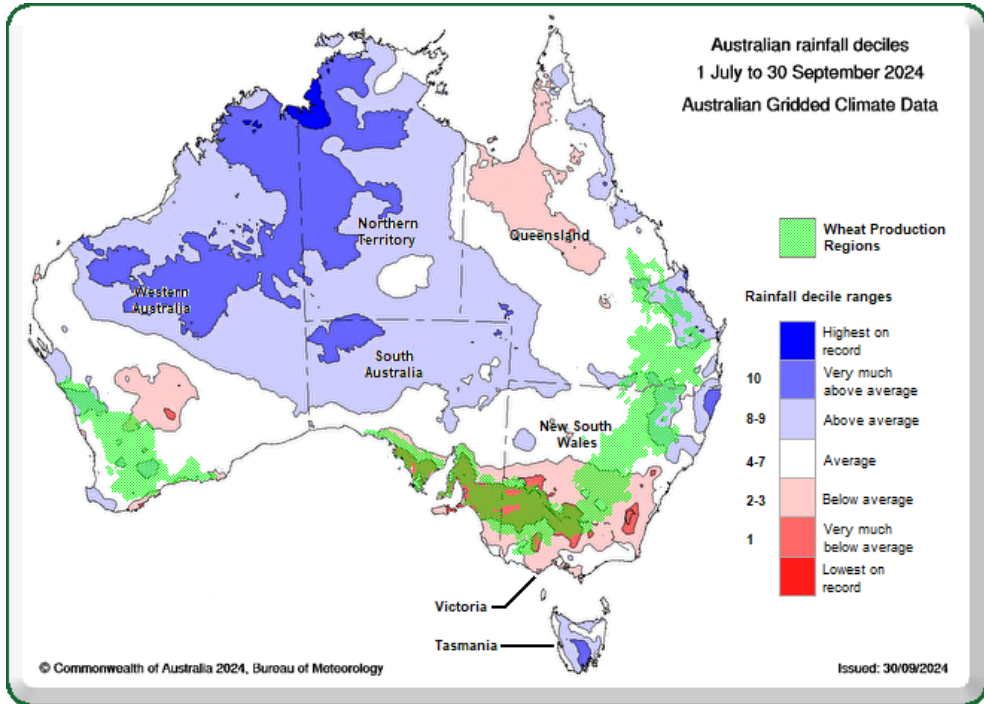 Australian rainfall deciles
1 July to 30 September 2024
Australian Gridded Climate Data
Wheat Production
Regions
Northern
Territory
Queensland
Western
Australia
South
Australia
New South
Wales
Victoria
Tasmania
Rainfall decile ranges
Highest on
record
10 Very much
above average
8-9 Above average
4-7 Average
2-3 Below average
1 Very much
below average
Lowest on
record
© Commonwealth of Australia 2024, Bureau of Meteorology
Issued: 30/09/2024